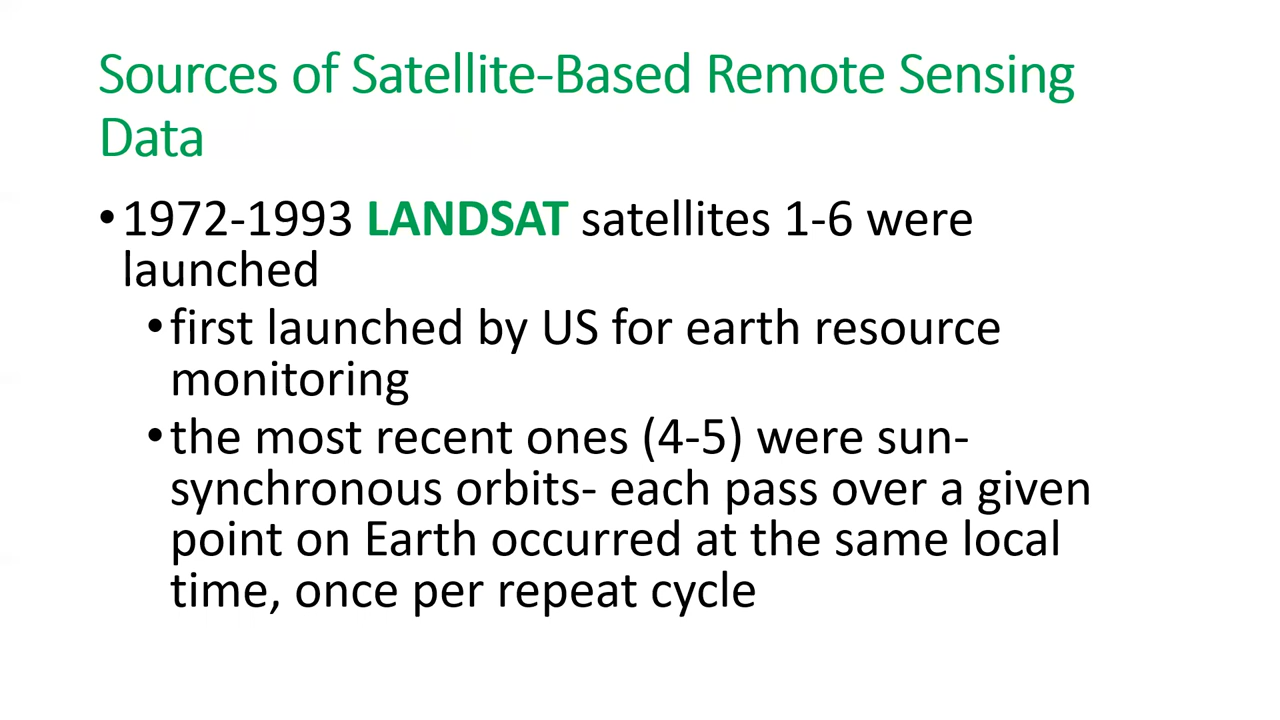 Sources of Satellite-Based Remote Sensing
Data
•1972-1993 LANDSAT satellites 1-6 were
launched
•first launched by US for earth resource
monitoring
•the most recent ones (4-5) were sun-
synchronous orbits- each pass over a given
point on Earth occurred at the same local
time, once per repeat cycle